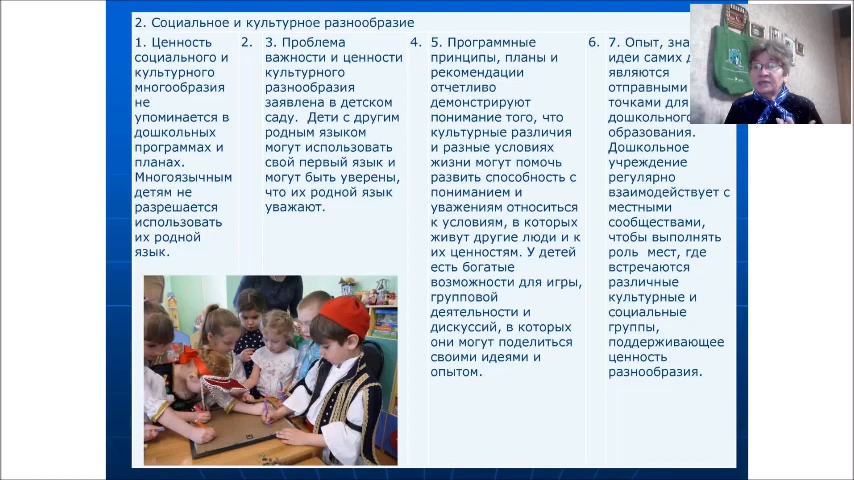 2. Социальное и культурное разнообразие
1. Ценность
социального и
культурного
многообразия
не
упоминается в
дошкольных
программах и
планах.
Многоязычным
детям не
разрешается
использовать
их родной
язык.
2.
3. Проблема
важности и ценности
культурного
разнообразия
заявлена в детском
саду. Дети с другим
родным языком
могут использовать
свой первый язык и
могут быть уверены,
что их родной язык
уважают.
4.
5. Программные
принципы, планы и
рекомендации
отчетливо
демонстрируют
понимание того, что
культурные различия
и разные условиях
жизни могут помочь
развить способность с
пониманием и
уважениям относиться
к условиям, в которых
живут другие люди и к
их ценностям. У детей
есть богатые
возможности для игры,
групповой
деятельности и
дискуссий, в которых
они могут поделиться
своими идеями и
опытом.
6.
7. Опыт,
идеи самих
являются
отправными
точками для
дошкольного
образования.
Дошкольное
учреждение
регулярно
взаимодействует с
местными
сообществами,
чтобы выполнять
роль мест, где
встречаются
различные
культурные и
социальные
группы,
поддерживающее
ценность
разнообразия.